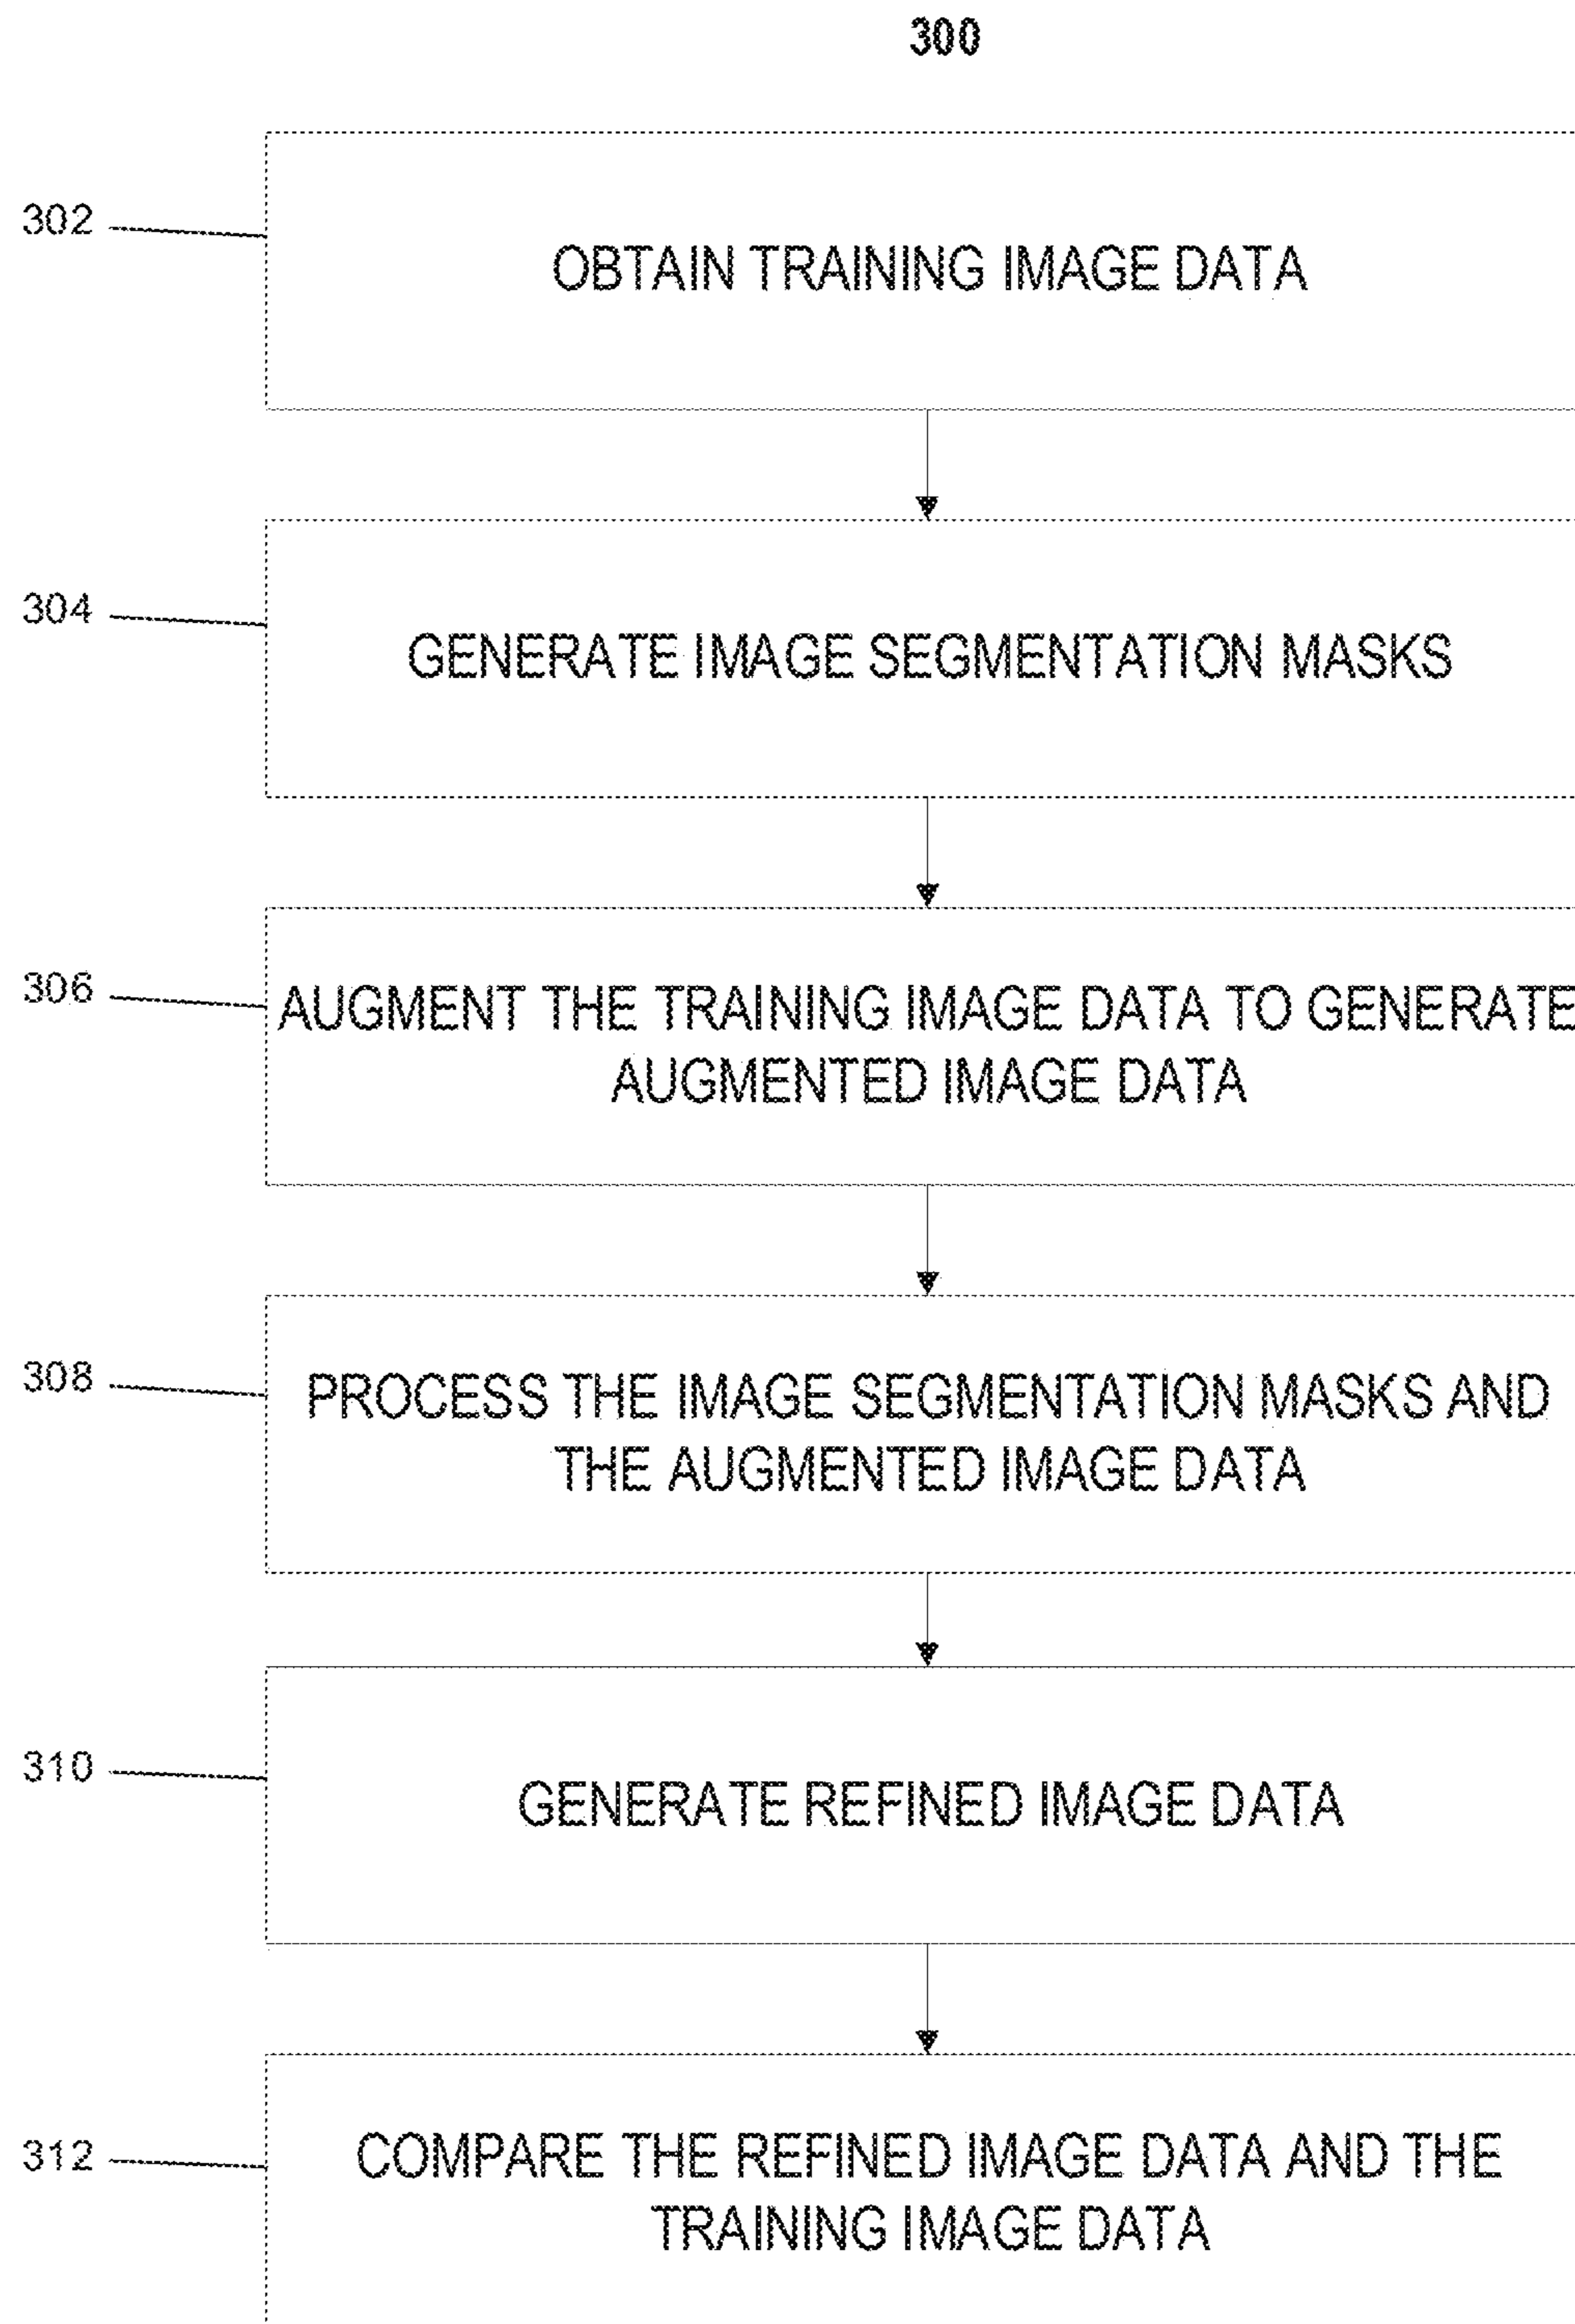 300
302
OBTAIN TRAINING IMAGE DATA
304
GENERATE IMAGE SEGMENTATION MASKS
306
AUGMENT THE TRAINING IMAGE DATA TO GENERATE
AUGMENTED IMAGE DATA
308
PROCESS THE IMAGE SEGMENTATION MASKS AND
THE AUGMENTED IMAGE DATA
310
GENERATE REFINED IMAGE DATA
312
COMPARE THE REFINED IMAGE DATA AND THE
TRAINING IMAGE DATA